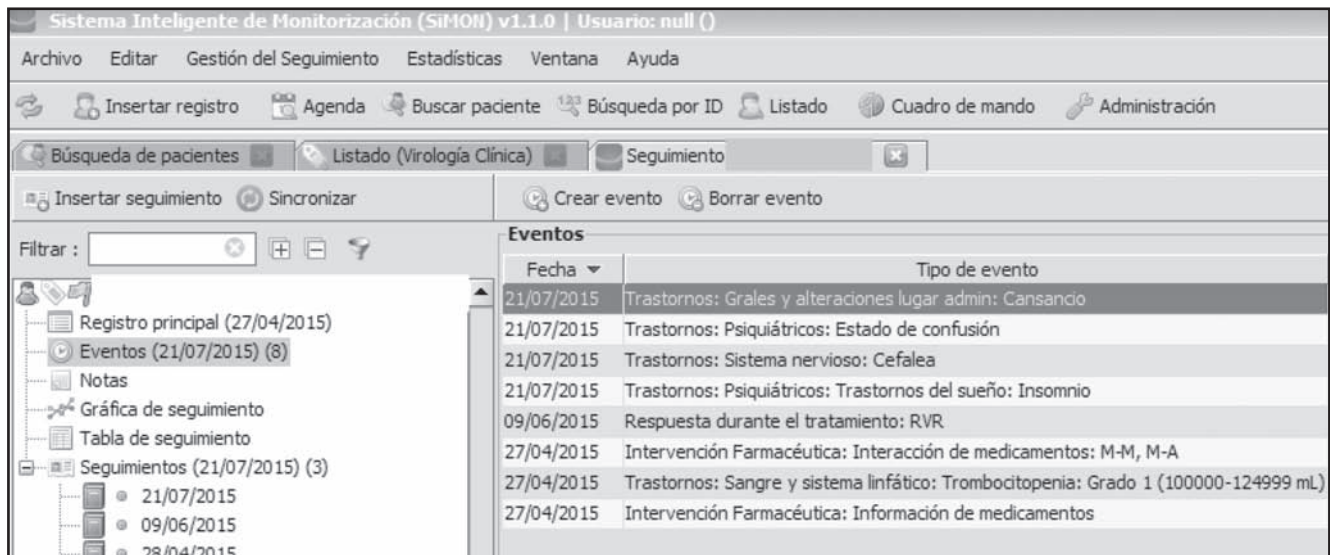 Sistema Inteligente de Monitorización (SiMON) v1.1.0 | Usuario: null ()
Archivo Editar Gestión del Seguimiento Estadísticas Ventana Ayuda
Insertar registro Agenda Buscar paciente Búsqueda por ID Listado Cuadro de mando Administración
Búsqueda de pacientes Listado (Virología Clínica) Seguimiento
Insertar seguimiento Sincronizar
Filtrar :
Registro principal (27/04/2015)
Eventos (21/07/2015) (8)
Notas
Gráfica de seguimiento
Tabla de seguimiento
Seguimientos (21/07/2015) (3)
21/07/2015
09/06/2015
28/04/2015
Crear evento Borrar evento
Eventos
Fecha Tipo de evento
21/07/2015 Trastornos: Grales y alteraciones lugar admin: Cansancio
21/07/2015 Trastornos: Psiquiátricos: Estado de confusión
21/07/2015 Trastornos: Sistema nervioso: Cefalea
21/07/2015 Trastornos: Psiquiátricos: Trastornos del sueño: Insomnio
09/06/2015 Respuesta durante el tratamiento: RVR
27/04/2015 Intervención Farmacéutica: Interacción de medicamentos: M-M, M-A
27/04/2015 Trastornos: Sangre y sistema linfático: Trombocitopenia: Grado 1 (100000-124999 mL)
27/04/2015 Intervención Farmacéutica: Información de medicamentos